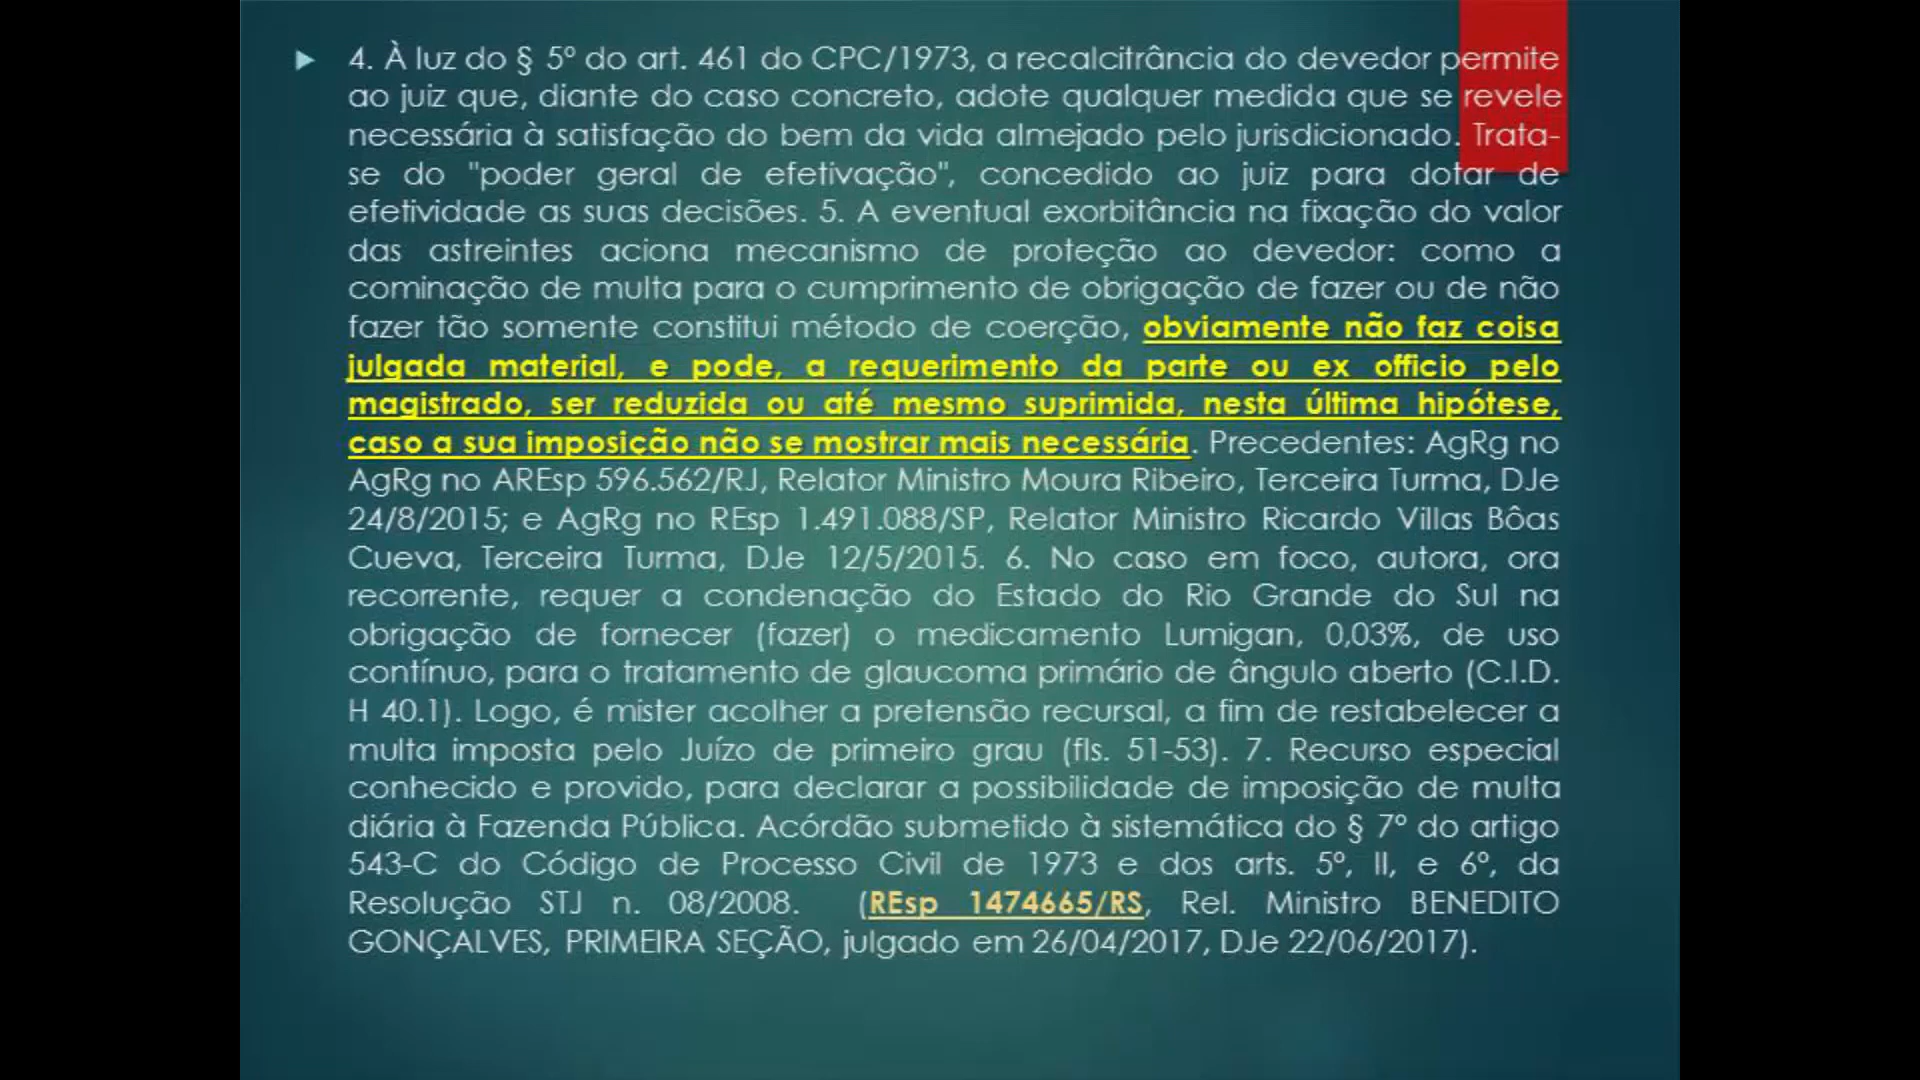 4. À luz do § 5º do art. 461 do CPC/1973, a recalcitrância do devedor permite
ao juiz que, diante do caso concreto, adote qualquer medida que se revele
necessária à satisfação do bem da vida almejado pelo jurisdicionado. Trata-
se do "poder geral de efetivação", concedido ao juiz para dotar de
efetividade as suas decisões. 5. A eventual exorbitância na fixação do valor
das astreintes aciona mecanismo de proteção ao devedor: como a
cominação de multa para o cumprimento de obrigação de fazer ou de não
fazer tão somente constitui método de coerção, obviamente não faz coisa
julgada material, e pode, a requerimento da parte ou ex officio pelo
magistrado, ser reduzida ou até mesmo suprimida, nesta última hipótese,
caso a sua imposição não se mostrar mais necessária. Precedentes: AgRg no
AgRg no AREsp 596.562/RJ, Relator Ministro Moura Ribeiro, Terceira Turma, DJe
24/8/2015; e AgRg no REsp 1.491.088/SP, Relator Ministro Ricardo Villas Bôas
Cueva, Terceira Turma, DJe 12/5/2015. 6. No caso em foco, autora, ora
recorrente, requer a condenação do Estado do Rio Grande do Sul na
obrigação de fornecer (fazer) o medicamento Lumigan, 0,03%, de uso
contínuo, para o tratamento de glaucoma primário de ângulo aberto (C.I.D.
H 40.1). Logo, é mister acolher a pretensão recursal, a fim de restabelecer a
multa imposta pelo Juízo de primeiro grau (fls. 51-53). 7. Recurso especial
conhecido e provido, para declarar a possibilidade de imposição de multa
diária à Fazenda Pública. Acórdão submetido à sistemática do § 7º do artigo
543-C do Código de Processo Civil de 1973 e dos arts. 5º, II, e 6º, da
Resolução STJ n. 08/2008. (REsp 1474665/RS, Rel. Ministro BENEDITO
GONÇALVES, PRIMEIRA SEÇÃO, julgado em 26/04/2017, DJe 22/06/2017).